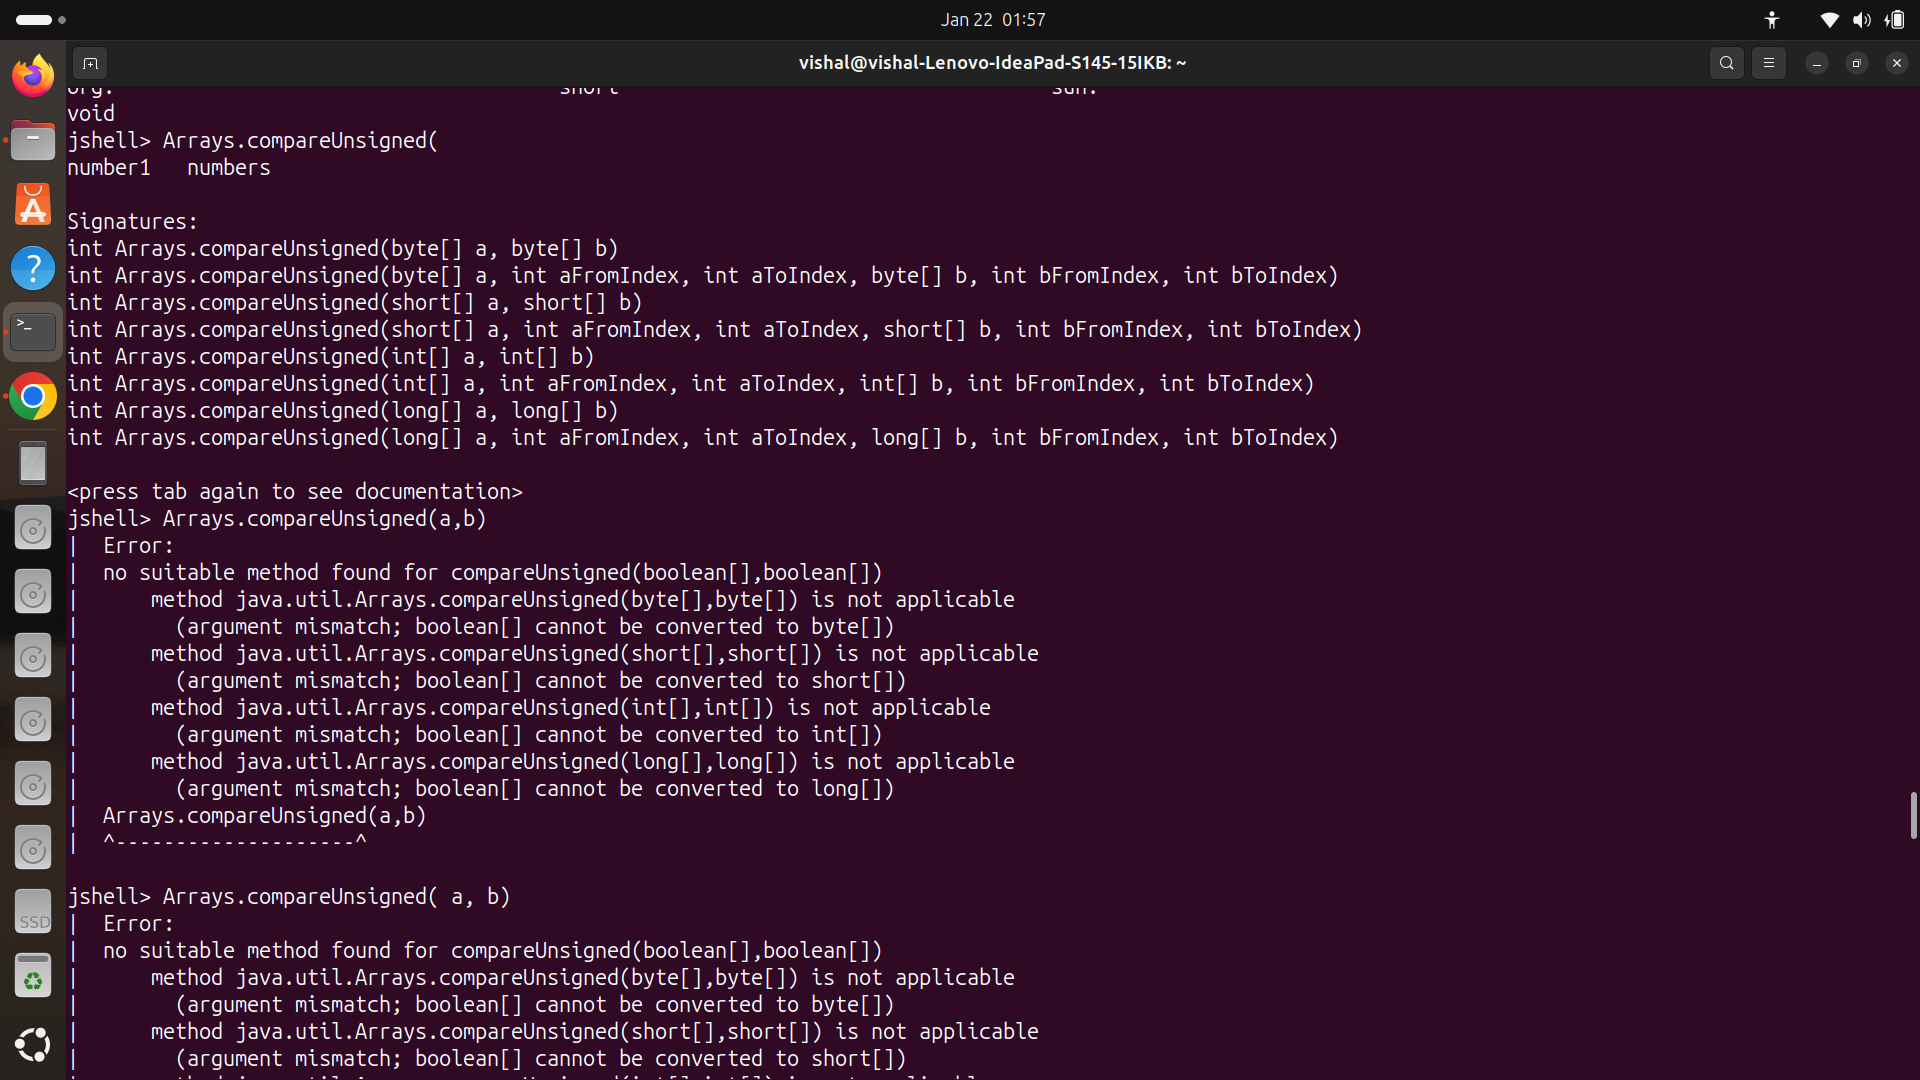 Jan 22  01:57
vishal@vishal-Lenovo-IdeaPad-S145-15IKB: ~
org. short sun.
void
jshell> Arrays.compareUnsigned(
number1   numbers
Signatures:
int Arrays.compareUnsigned(byte[] a, byte[] b)
int Arrays.compareUnsigned(byte[] a, int aFromIndex, int aToIndex, byte[] b, int bFromIndex, int bToIndex)
int Arrays.compareUnsigned(short[] a, short[] b)
int Arrays.compareUnsigned(short[] a, int aFromIndex, int aToIndex, short[] b, int bFromIndex, int bToIndex)
int Arrays.compareUnsigned(int[] a, int[] b)
int Arrays.compareUnsigned(int[] a, int aFromIndex, int aToIndex, int[] b, int bFromIndex, int bToIndex)
int Arrays.compareUnsigned(long[] a, long[] b)
int Arrays.compareUnsigned(long[] a, int aFromIndex, int aToIndex, long[] b, int bFromIndex, int bToIndex)
<press tab again to see documentation>
jshell> Arrays.compareUnsigned(a,b)
|  Error:
|  no suitable method found for compareUnsigned(boolean[],boolean[])
|      method java.util.Arrays.compareUnsigned(byte[],byte[]) is not applicable
|        (argument mismatch; boolean[] cannot be converted to byte[])
|      method java.util.Arrays.compareUnsigned(short[],short[]) is not applicable
|        (argument mismatch; boolean[] cannot be converted to short[])
|      method java.util.Arrays.compareUnsigned(int[],int[]) is not applicable
|        (argument mismatch; boolean[] cannot be converted to int[])
|      method java.util.Arrays.compareUnsigned(long[],long[]) is not applicable
|        (argument mismatch; boolean[] cannot be converted to long[])
|  Arrays.compareUnsigned(a,b)
|  ^--------------------^
jshell> Arrays.compareUnsigned( a, b)
|  Error:
|  no suitable method found for compareUnsigned(boolean[],boolean[])
|      method java.util.Arrays.compareUnsigned(byte[],byte[]) is not applicable
|        (argument mismatch; boolean[] cannot be converted to byte[])
|      method java.util.Arrays.compareUnsigned(short[],short[]) is not applicable
|        (argument mismatch; boolean[] cannot be converted to short[])
SSD